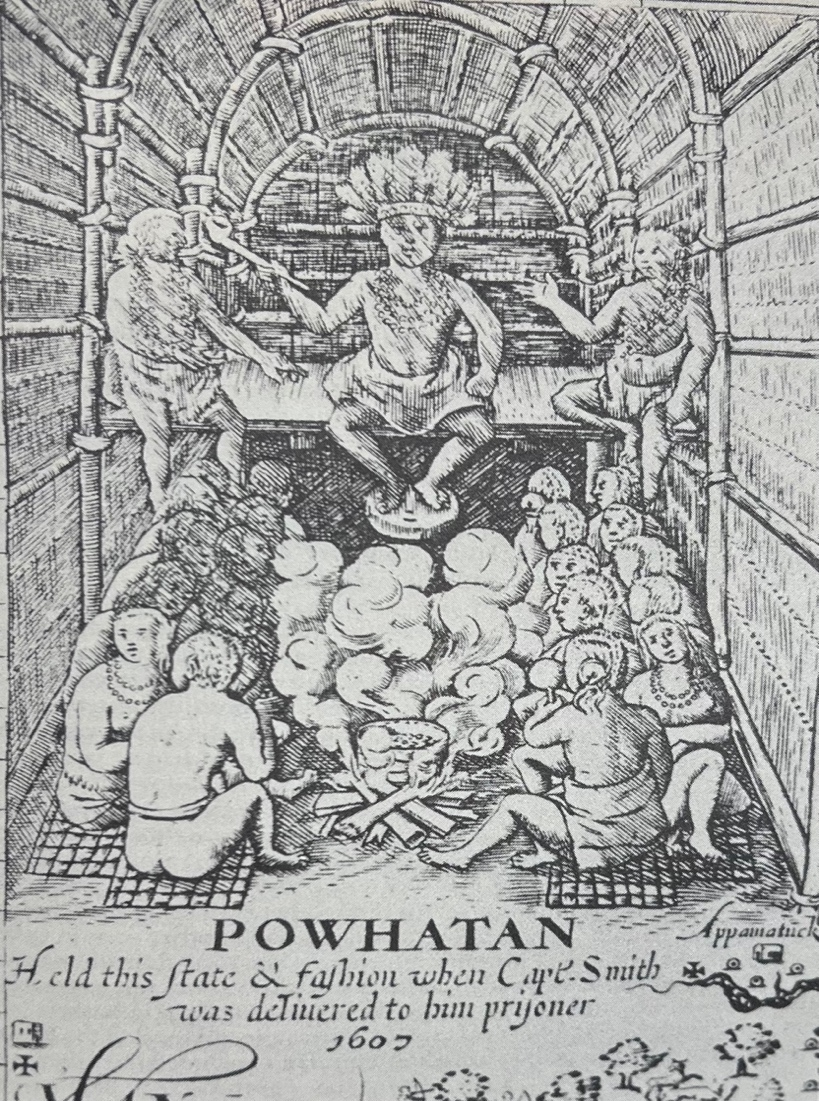 POWHATAN
Held this ſtate & faſhion when Capt. Smith
was deliuered to him priſoner
1607
Appamatuck